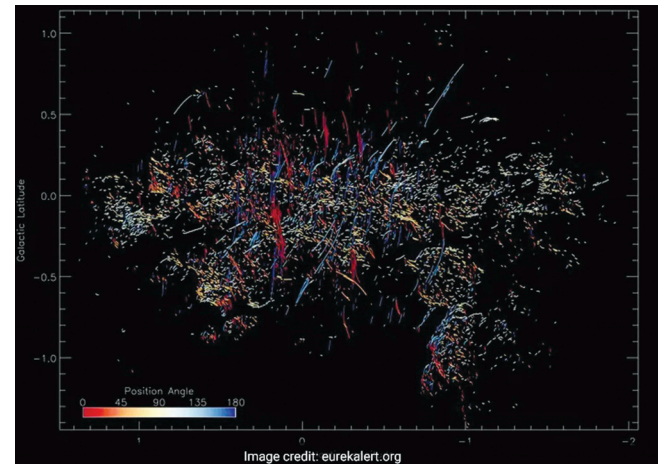 1.0
0.5
0.0
−0.5
−1.0
Galactic Latitude
Position Angle
0 45 90 135 180
1 0 −1 −2
Image credit: eurekalert.org